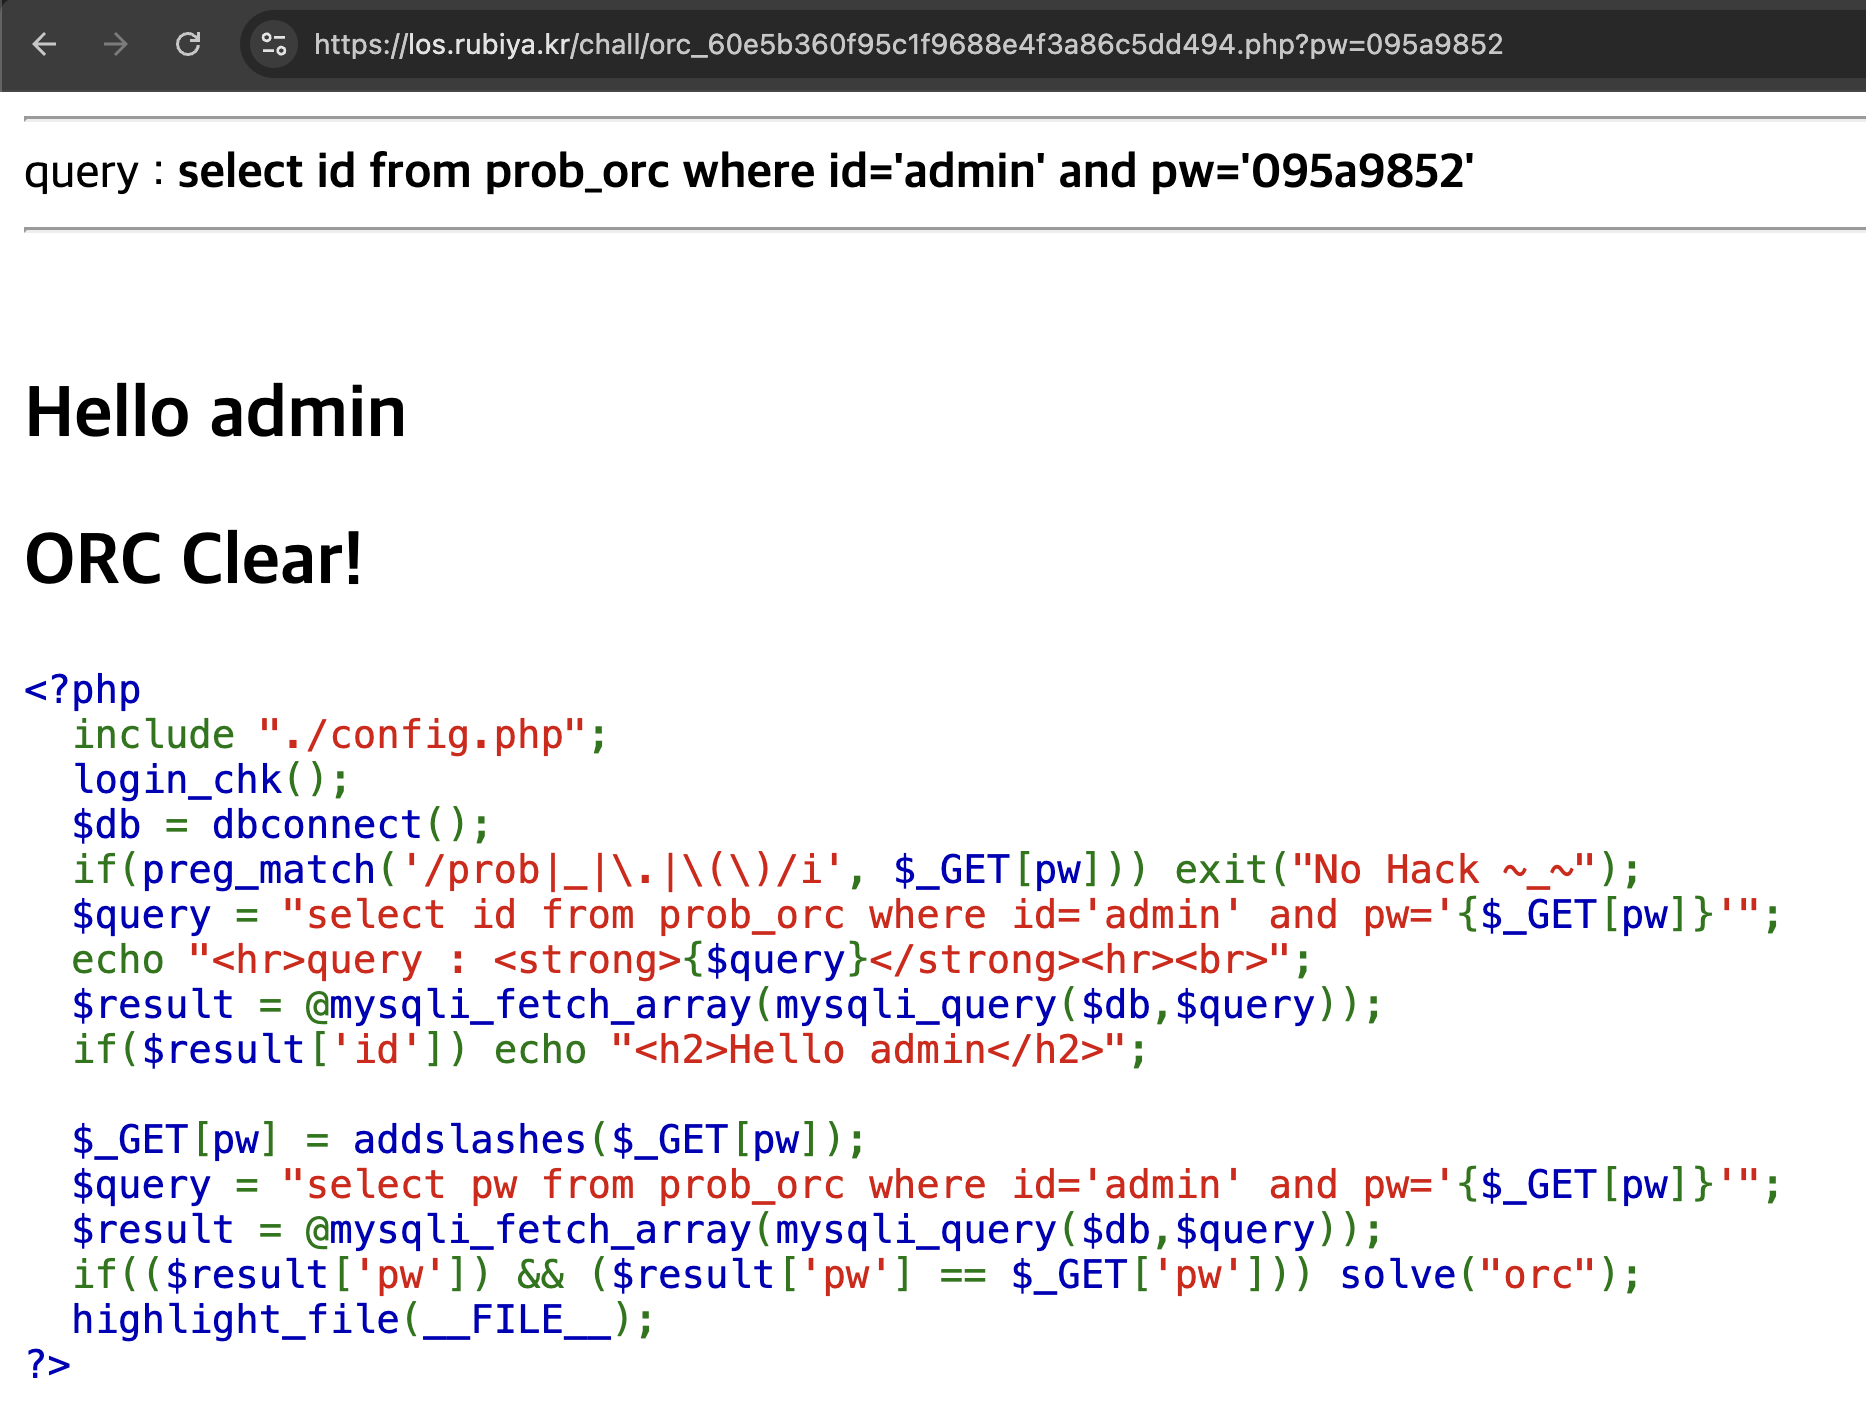 https://los.rubiya.kr/chall/orc_60e5b360f95c1f9688e4f3a86c5dd494.php?pw=095a9852
query : select id from prob_orc where id='admin' and pw='095a9852'
Hello admin
ORC Clear!
<?php
  include "./config.php";
  login_chk();
  $db = dbconnect();
  if(preg_match('/prob|_|\.|\(\)/i', $_GET[pw])) exit("No Hack ~_~");
  $query = "select id from prob_orc where id='admin' and pw='{$_GET[pw]}'";
  echo "<hr>query : <strong>{$query}</strong><hr><br>";
  $result = @mysqli_fetch_array(mysqli_query($db,$query));
  if($result['id']) echo "<h2>Hello admin</h2>";

  $_GET[pw] = addslashes($_GET[pw]);
  $query = "select pw from prob_orc where id='admin' and pw='{$_GET[pw]}'";
  $result = @mysqli_fetch_array(mysqli_query($db,$query));
  if(($result['pw']) && ($result['pw'] == $_GET['pw'])) solve("orc");
  highlight_file(__FILE__);
?>